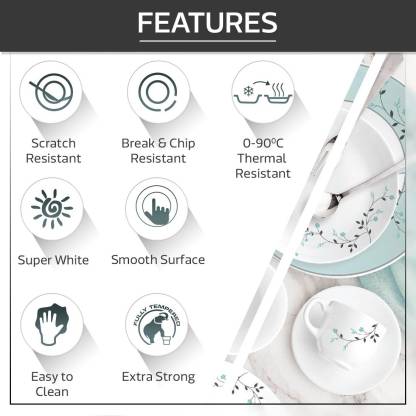 FEATURES
Scratch
Resistant
Break & Chip
Resistant
0-90⁰C
Thermal
Resistant
Super White
Smooth Surface
FULLY TEMPERED
Easy to
Clean
Extra Strong